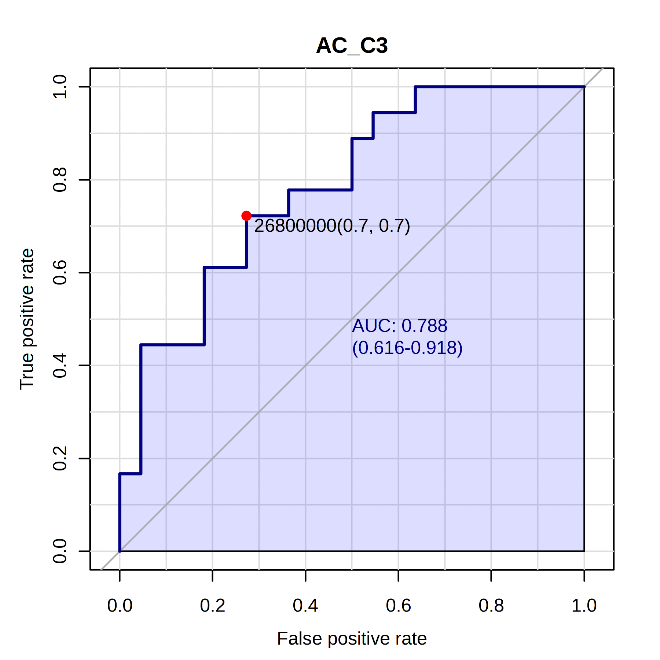 AC_C3
1.0
0.8
0.6
0.4
0.2
0.0
True positive rate
26800000(0.7, 0.7)
AUC: 0.788
(0.616-0.918)
0.0 0.2 0.4 0.6 0.8 1.0
False positive rate